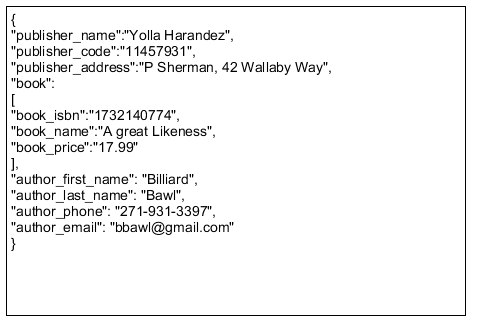 {
"publisher_name":"Yolla Harandez",
"publisher_code":"11457931",
"publisher_address":"P Sherman, 42 Wallaby Way",
"book":
[
"book_isbn":"1732140774",
"book_name":"A great Likeness",
"book_price":"17.99"
],
"author_first_name": "Billiard",
"author_last_name": "Bawl",
"author_phone": "271-931-3397",
"author_email": "bbawl@gmail.com"
}